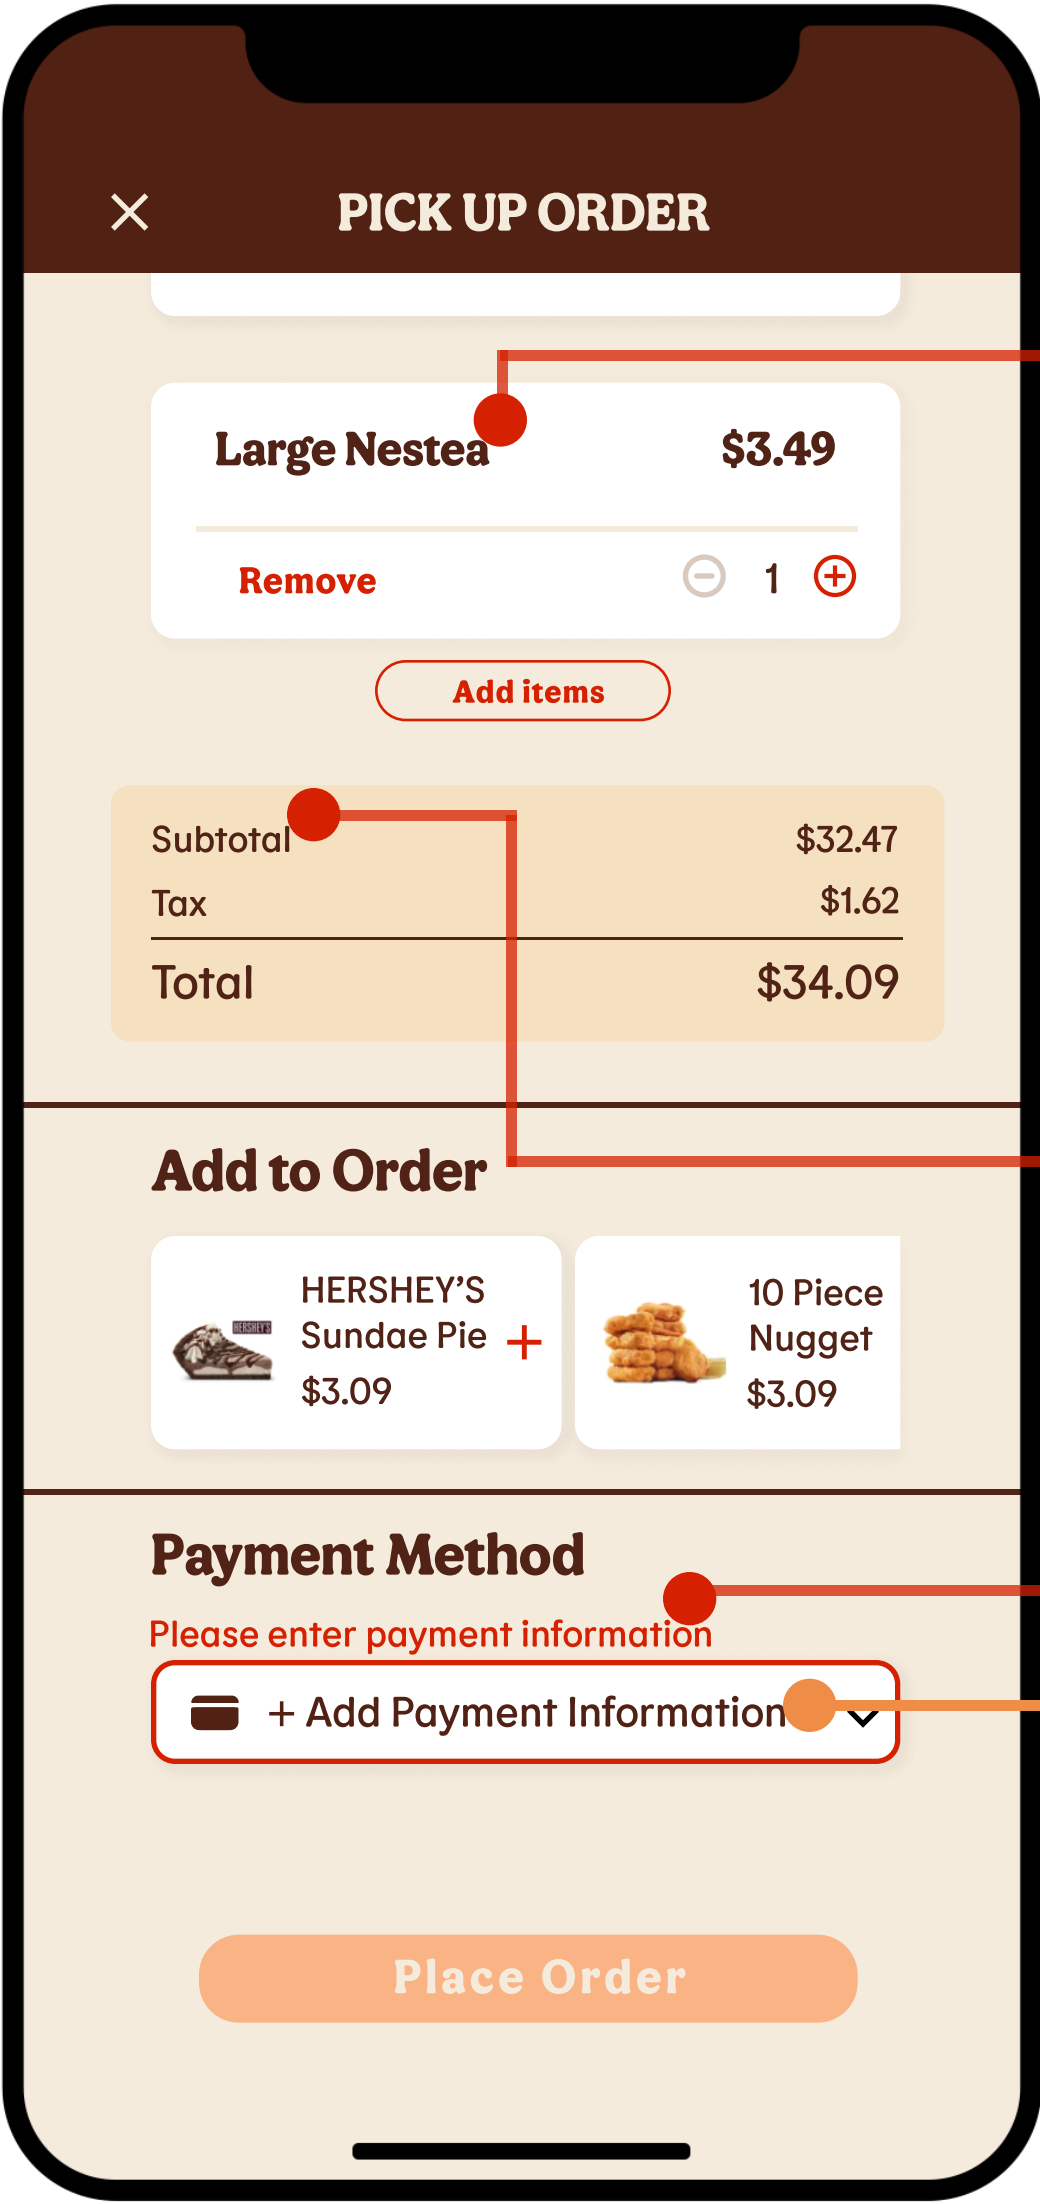 PICK UP ORDER
Large Nestea $3.49
Remove 1
Add items
Subtotal $32.47
Tax $1.62
Total $34.09
Add to Order
HERSHEY'S
Sundae Pie
$3.09
HERSHEY'S
10 Piece
Nugget
$3.09
Payment Method
Please enter payment information
+ Add Payment Information
Place Order